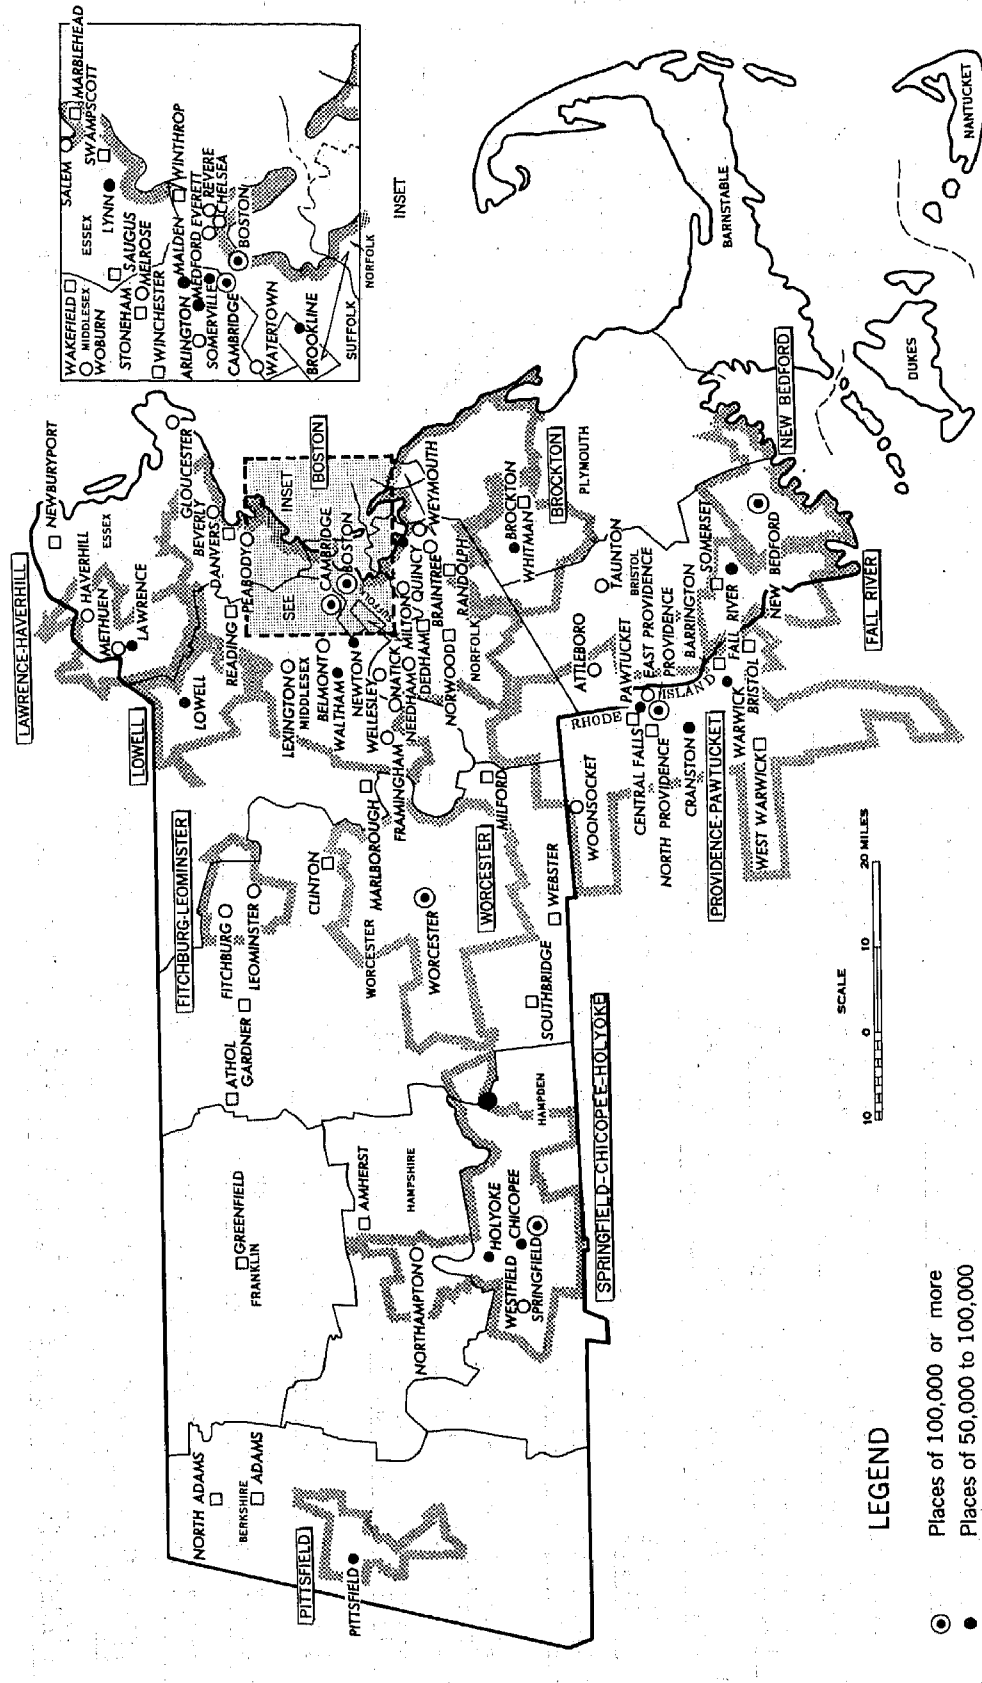 LAWRENCE-HAVERHILL
NEWBURYPORT
HAVERHILL
ESSEX
METHUEN
LAWRENCE
LOWELL
LOWELL
GLOUCESTER
BEVERLY
DANVERS
PEABODY
READING
SEE
INSET
BOSTON
CAMBRIDGE
BOSTON
LEXINGTON
MIDDLESEX
BELMONT
WALTHAM
NEWTON
WELLESLEY
NATICK
FRAMINGHAM
NEEDHAM
DEDHAM
MILTON
QUINCY
BRAINTREE
WEYMOUTH
RANDOLPH
NORWOOD
NORFOLK
NORFOLK
MARLBOROUGH
MILFORD
FITCHBURG-LEOMINSTER
FITCHBURG
LEOMINSTER
CLINTON
ATHOL
GARDNER
WORCESTER
WORCESTER
WORCESTER
SOUTHBRIDGE
WEBSTER
GREENFIELD
FRANKLIN
AMHERST
HAMPSHIRE
NORTHAMPTON
HOLYOKE
CHICOPEE
WESTFIELD
SPRINGFIELD
HAMPDEN
SPRINGFIELD-CHICOPEE-HOLYOKE
NORTH ADAMS
BERKSHIRE
ADAMS
PITTSFIELD
PITTSFIELD
BROCKTON
WHITMAN
BROCKTON
PLYMOUTH
TAUNTON
BRISTOL
ATTLEBORO
RHODE ISLAND
PAWTUCKET
EAST PROVIDENCE
PROVIDENCE
BARRINGTON
WOONSOCKET
CENTRAL FALLS
NORTH PROVIDENCE
CRANSTON
PROVIDENCE-PAWTUCKET
WARWICK
WEST WARWICK
BRISTOL
SOMERSET
FALL RIVER
FALL RIVER
NEW BEDFORD
NEW BEDFORD
BARNSTABLE
DUKES
NANTUCKET
WAKEFIELD
MIDDLESEX
WOBURN
STONEHAM
SAUGUS
MELROSE
WINCHESTER
ARLINGTON
MALDEN
MEDFORD
EVERETT
SOMERVILLE
REVERE
CHELSEA
CAMBRIDGE
BOSTON
WATERTOWN
BROOKLINE
SUFFOLK
NORFOLK
SALEM
MARBLEHEAD
SWAMPSCOTT
ESSEX
LYNN
WINTHROP
INSET
SCALE
10 0 10 20 MILES
LEGEND
Places of 100,000 or more
Places of 50,000 to 100,000